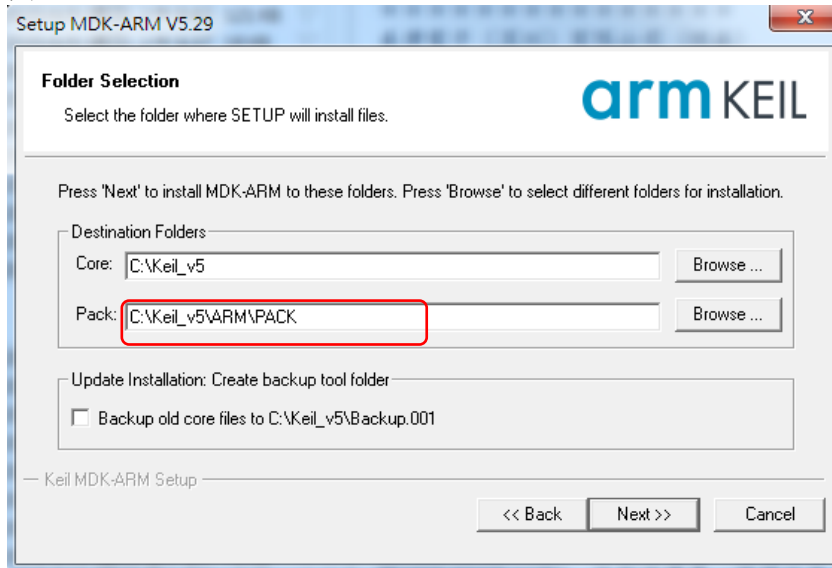 Setup MDK-ARM V5.29
Folder Selection
Select the folder where SETUP will install files.
arm KEIL
Press 'Next' to install MDK-ARM to these folders. Press 'Browse' to select different folders for installation.
Destination Folders
Core: C:\Keil_v5 Browse ...
Pack: C:\Keil_v5\ARM\PACK Browse ...
Update Installation: Create backup tool folder
Backup old core files to C:\Keil_v5\Backup.001
Keil MDK-ARM Setup
<< Back Next >> Cancel